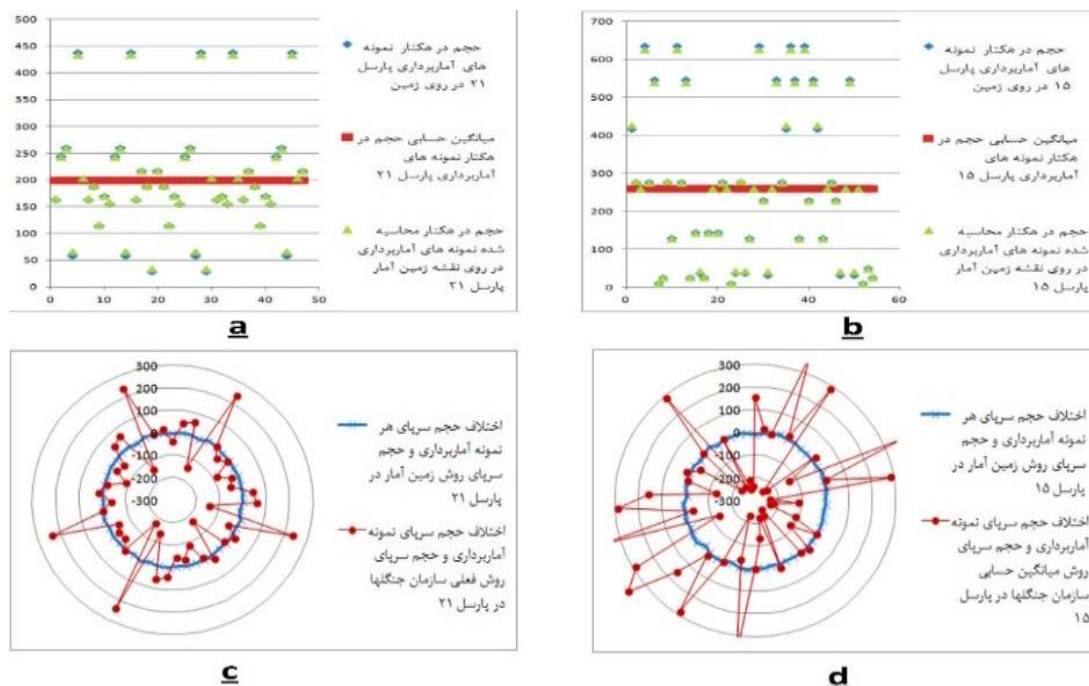 500
450
400
350
300
250
200
150
100
50
0
0 10 20 30 40 50
حجم در هکتار نمونه
های آماربرداری پارسل
۲۱ در روی زمین
میانگین حسابی حجم در
هکتار نمونه های
آماربرداری پارسل ۲۱
حجم در هکتار محاسبه
شده نمونه های آماربرداری
در روی نقشه زمین آمار
پارسل ۲۱
a
700
600
500
400
300
200
100
0
0 20 40 60
حجم در هکتار نمونه
های آماربرداری پارسل
۱۵ در روی زمین
میانگین حسابی حجم در
هکتار نمونه های
آماربرداری پارسل ۱۵
حجم در هکتار محاسبه
شده نمونه های آماربرداری
در روی نقشه زمین آمار
پارسل ۱۵
b
300
200
100
0
-100
-200
-300
اختلاف حجم سرپای هر
نمونه آماربرداری و حجم
سرپای روش زمین آمار در
پارسل ۲۱
اختلاف حجم سرپای نمونه
آماربرداری و حجم سرپای
روش فعلی سازمان جنگلها
در پارسل ۲۱
c
300
200
100
0
-100
-200
-300
اختلاف حجم سرپای هر
نمونه آماربرداری و حجم
سرپای روش زمین آمار در
پارسل ۱۵
اختلاف حجم سرپای نمونه
آماربرداری و حجم سرپای
روش میانگین حسابی
سازمان جنگلها در پارسل
۱۵
d